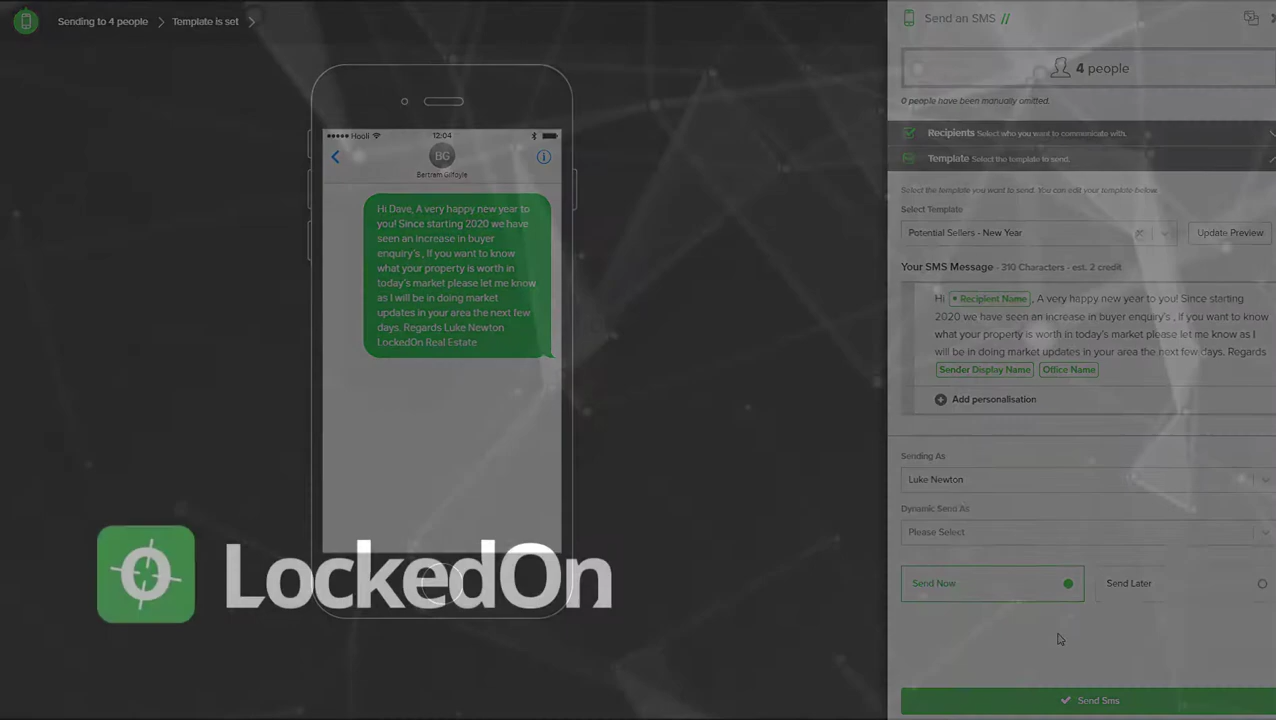 Sending to 4 people
Template is set
Send an SMS //
4 people
0 people have been manually omitted.
Recipients Select who you want to communicate with.
Template Select the template to send.
Select the template you want to send. You can edit your template below.
Select Template
Potential Sellers - New Year
Update Preview
Your SMS Message - 310 Characters - est. 2 credit
Hi • Recipient Name , A very happy new year to you! Since starting
2020 we have seen an increase in buyer enquiry's , if you want to know
what your property is worth in today's market please let me know as I
will be in doing market updates in your area the next few days. Regards
Sender Display Name Office Name
Add personalisation
Sending As
Luke Newton
Dynamic Send As
Please Select
Send Now
Send Later
Send Sms
Hooli
12:04
BG
Bertram Gilfoyle
Hi Dave, A very happy new year to
you! Since starting 2020 we have
seen an increase in buyer
enquiry's , If you want to know
what your property is worth in
today's market please let me know
as I will be in doing market
updates in your area the next few
days. Regards Luke Newton
LockedOn Real Estate
LockedOn